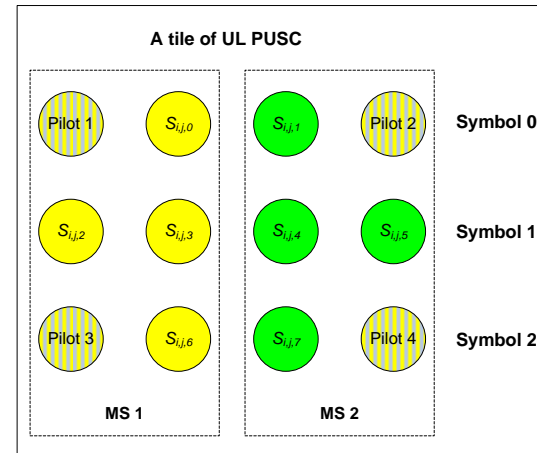 A tile of UL PUSC
Pilot 1 S_{i,j,0} S_{i,j,1} Pilot 2 Symbol 0
S_{i,j,2} S_{i,j,3} S_{i,j,4} S_{i,j,5} Symbol 1
Pilot 3 S_{i,j,6} S_{i,j,7} Pilot 4 Symbol 2
MS 1 MS 2